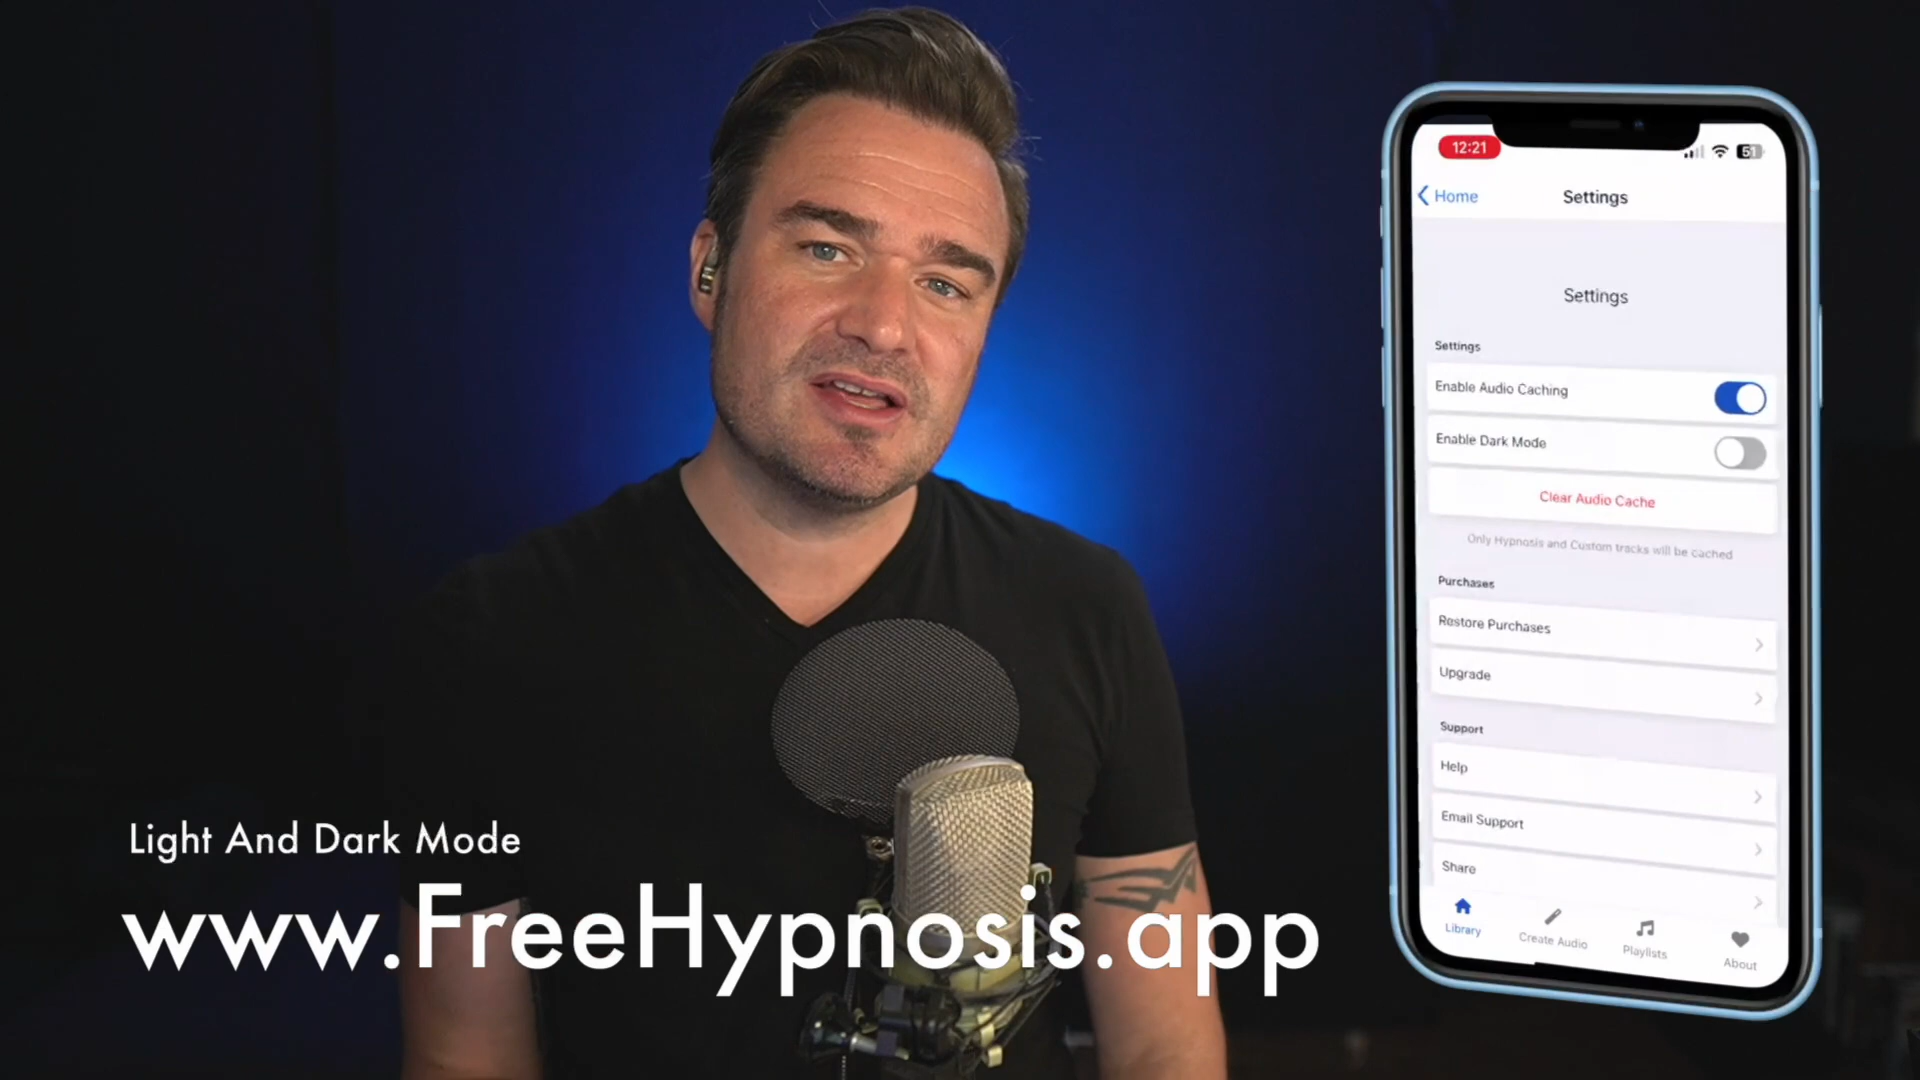 12:21
51
Home
Settings
Settings
Settings
Enable Audio Caching
Enable Dark Mode
Clear Audio Cache
Only Hypnosis and Custom tracks will be cached
Purchases
Restore Purchases
Upgrade
Support
Help
Email Support
Share
Library
Create Audio
Playlists
About
Light And Dark Mode
www.FreeHypnosis.app